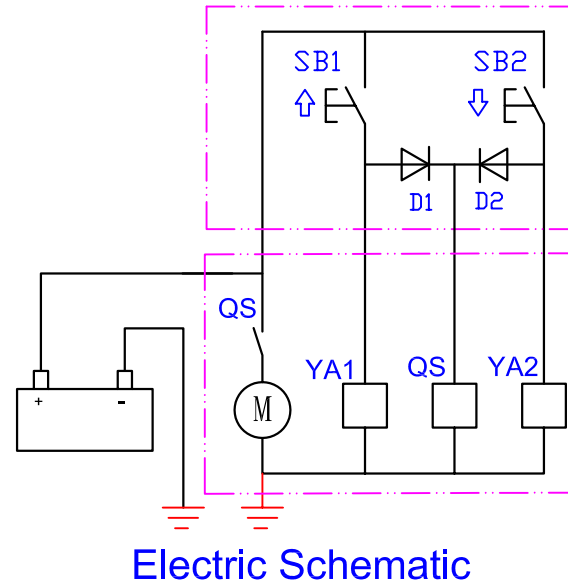 SB1 SB2
D1 D2
QS
YA1 QS YA2
+ - M
Electric Schematic